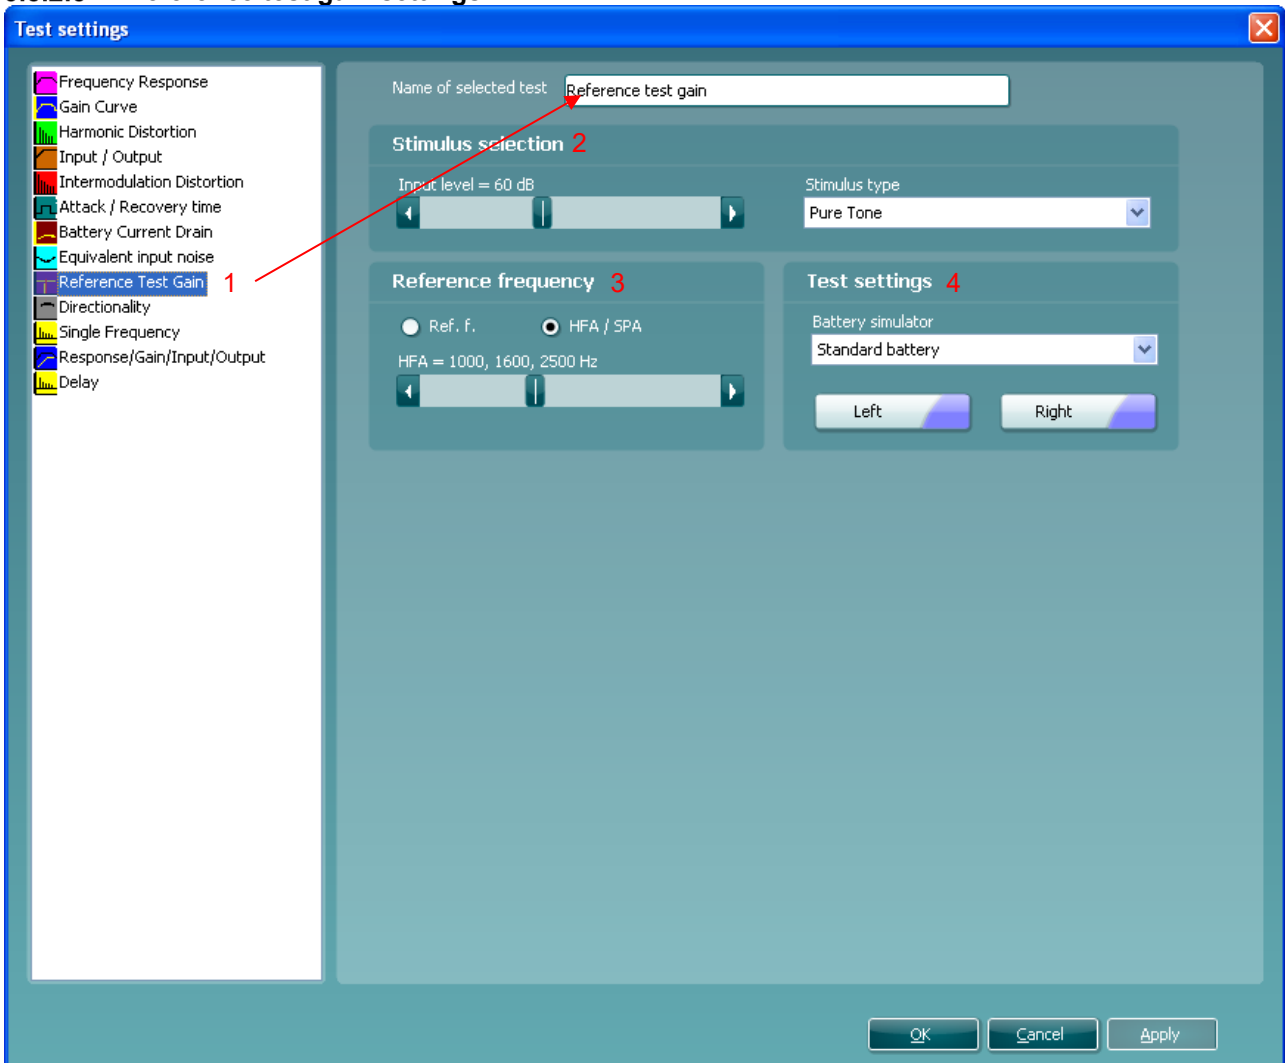 Test settings
Frequency Response
Gain Curve
Harmonic Distortion
Input / Output
Intermodulation Distortion
Attack / Recovery time
Battery Current Drain
Equivalent input noise
Reference Test Gain 1
Directionality
Single Frequency
Response/Gain/Input/Output
Delay
Name of selected test Reference test gain
Stimulus selection 2
Input level = 60 dB
Stimulus type
Pure Tone
Reference frequency 3
Ref. f. HFA / SPA
HFA = 1000, 1600, 2500 Hz
Test settings 4
Battery simulator
Standard battery
Left Right
OK Cancel Apply